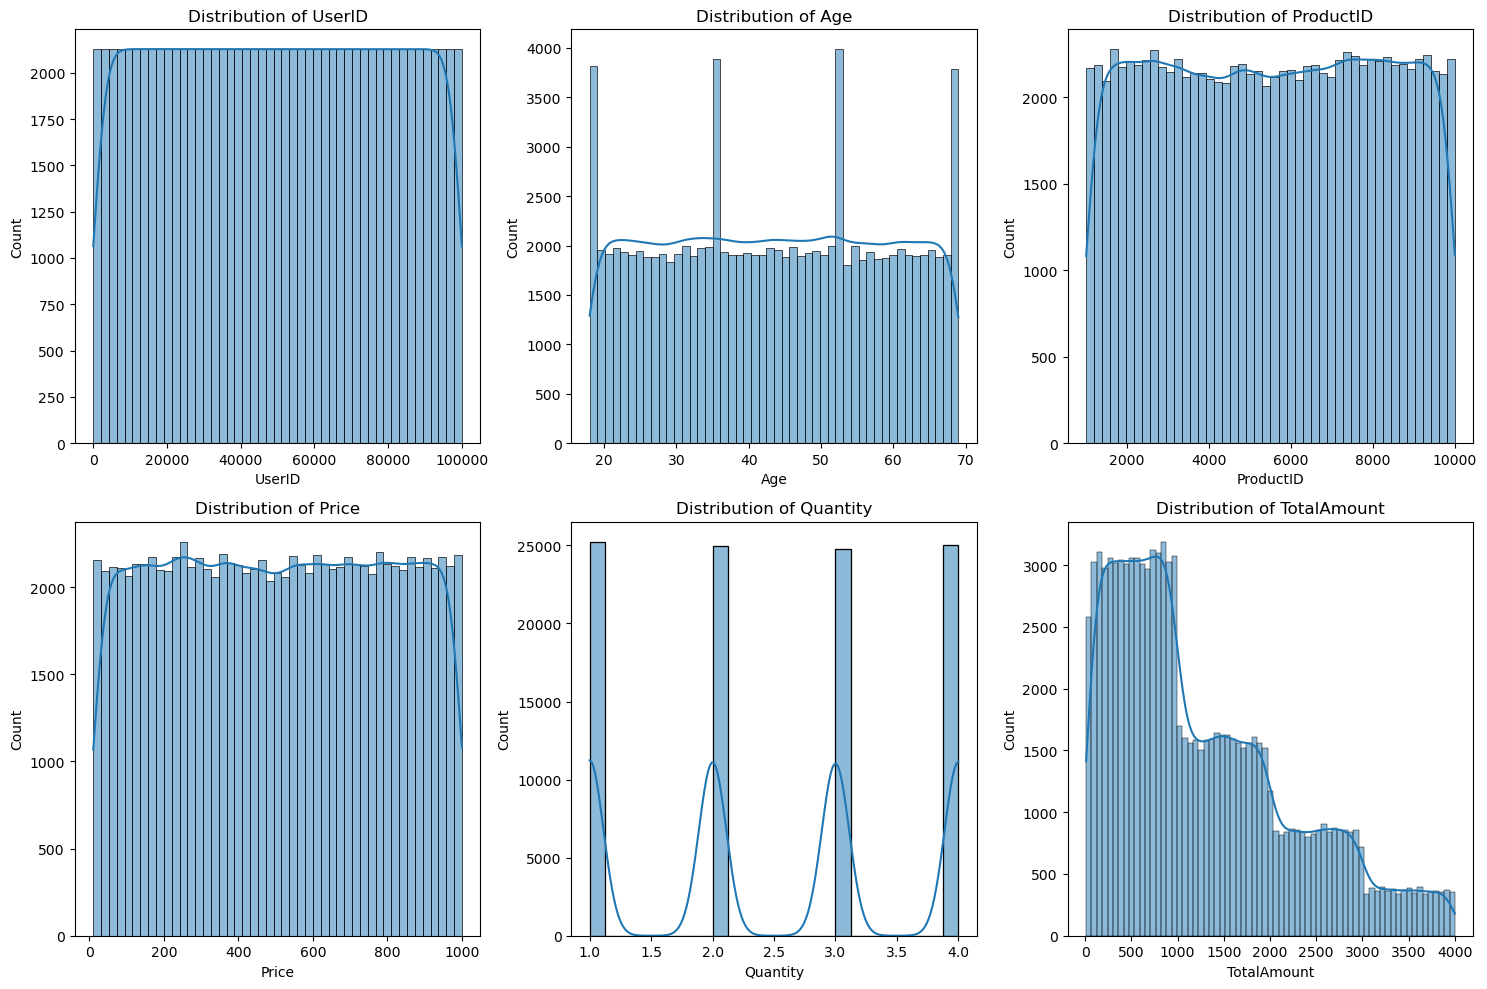 Distribution of UserID
Count
2000
1750
1500
1250
1000
750
500
250
0
0 20000 40000 60000 80000 100000
UserID
Distribution of Age
Count
4000
3500
3000
2500
2000
1500
1000
500
0
20 30 40 50 60 70
Age
Distribution of ProductID
Count
2000
1500
1000
500
0
2000 4000 6000 8000 10000
ProductID
Distribution of Price
Count
2000
1500
1000
500
0
0 200 400 600 800 1000
Price
Distribution of Quantity
Count
25000
20000
15000
10000
5000
0
1.0 1.5 2.0 2.5 3.0 3.5 4.0
Quantity
Distribution of TotalAmount
Count
3000
2500
2000
1500
1000
500
0
0 500 1000 1500 2000 2500 3000 3500 4000
TotalAmount